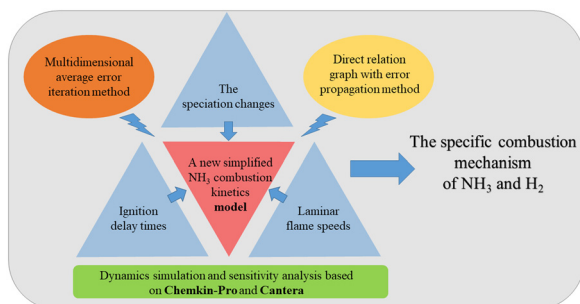 Multidimensional
average error
iteration method
The
speciation changes
Direct relation
graph with error
propagation method
A new simplified
NH₃ combustion
kinetics
model
Ignition
delay times
Laminar
flame speeds
The specific combustion
mechanism
of NH₃ and H₂
Dynamics simulation and sensitivity analysis based
on Chemkin-Pro and Cantera